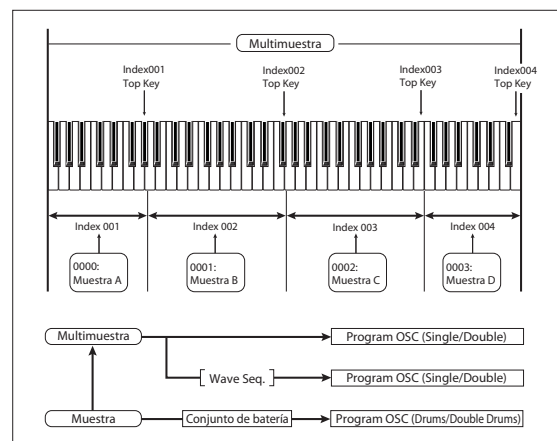 Multimuestra
Index001
Top Key
Index002
Top Key
Index003
Top Key
Index004
Top Key
Index 001
Index 002
Index 003
Index 004
0000:
Muestra A
0001:
Muestra B
0002:
Muestra C
0003:
Muestra D
Multimuestra
Program OSC (Single/Double)
Wave Seq.
Program OSC (Single/Double)
Muestra
Conjunto de batería
Program OSC (Drums/Double Drums)